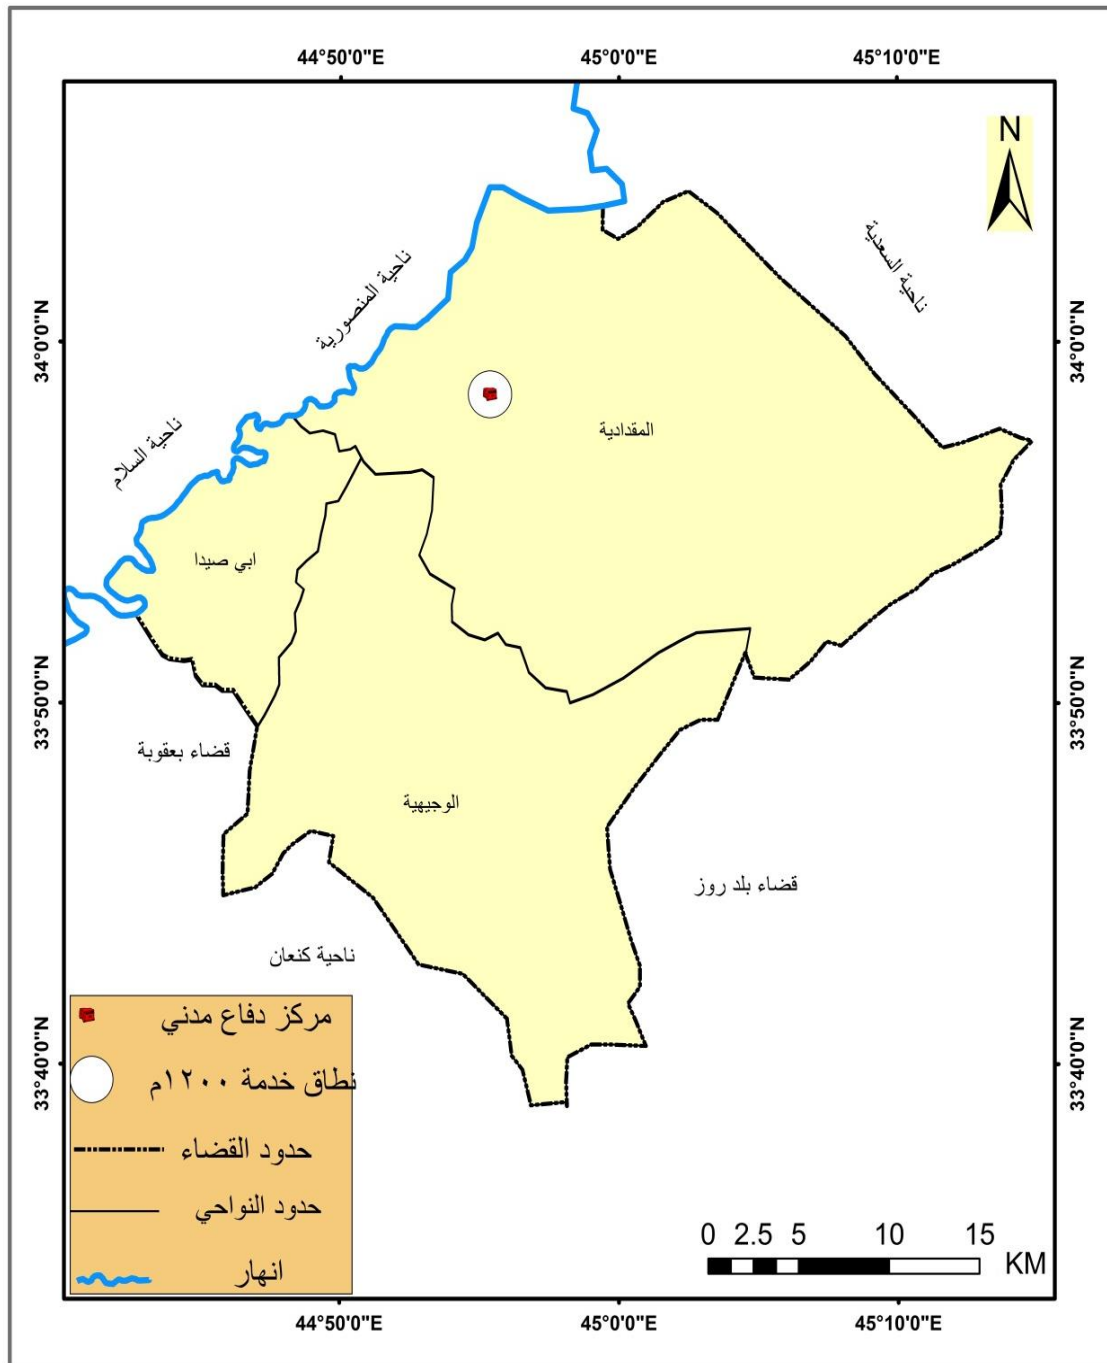 44°50'0"E 45°0'0"E 45°10'0"E
N
ناحية السعدية
ناحية المنصورية
34°0'0"N 34°0'0"N
المقدادية
ناحية السلام
ابي صيدا
33°50'0"N 33°50'0"N
قضاء بعقوبة
الوجيهية
قضاء بلد روز
ناحية كنعان
مركز دفاع مدني
نطاق خدمة ١٢٠٠م
حدود القضاء
حدود النواحي
انهار
33°40'0"N 33°40'0"N
0 2.5 5 10 15
KM
44°50'0"E 45°0'0"E 45°10'0"E